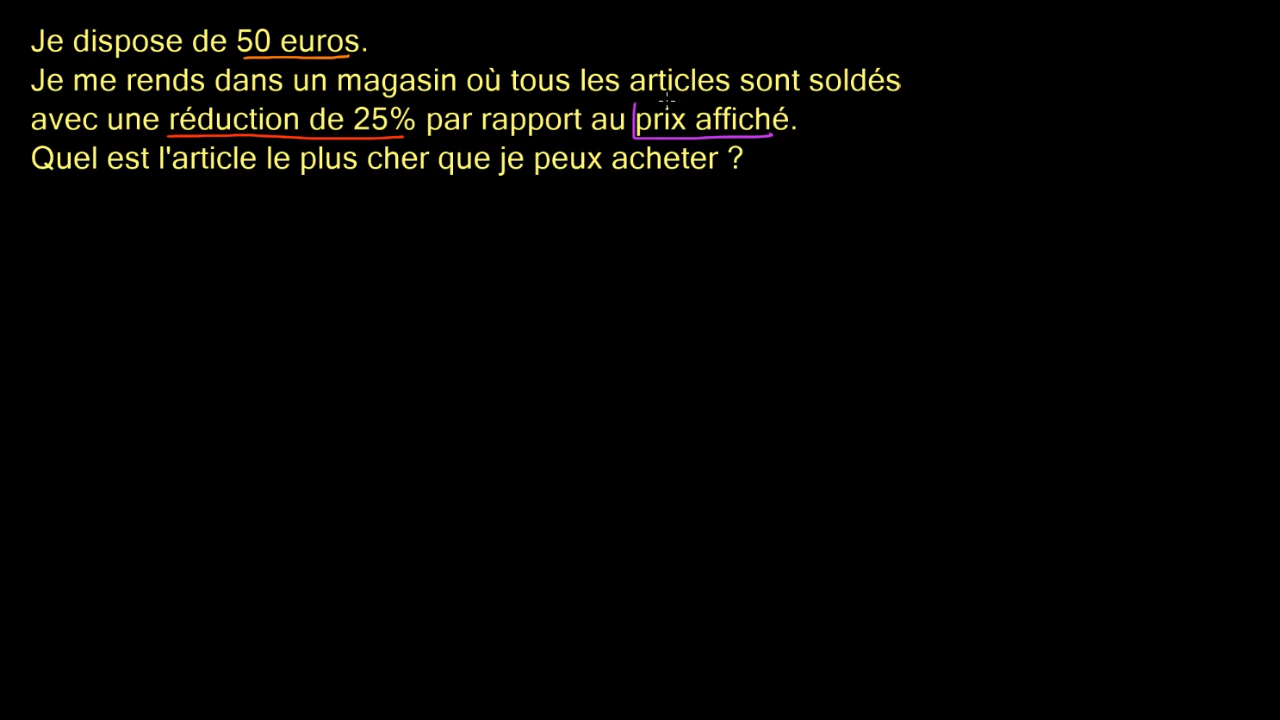 Je dispose de 50 euros.
Je me rends dans un magasin où tous les articles sont soldés
avec une réduction de 25% par rapport au prix affiché.
Quel est l'article le plus cher que je peux acheter ?